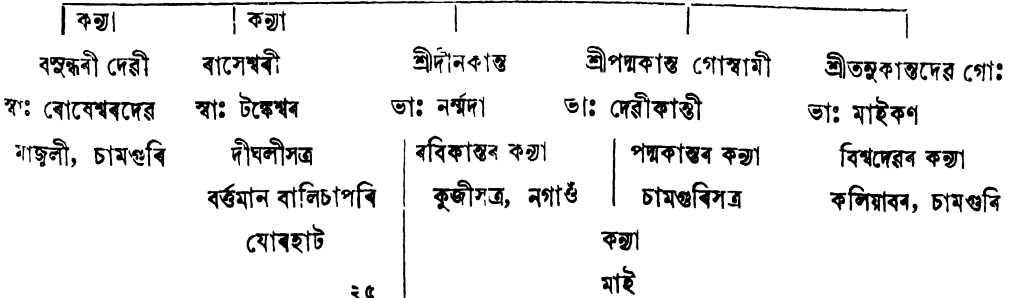 কন্যা কন্যা
বসুন্ধৰী দেৱী ৰাসেশ্বৰী শ্ৰীদীনকান্ত শ্ৰীপদ্মকান্ত গোস্বামী শ্ৰীতনুকান্তদেৱ গো:
স্বা: ৰোষেশ্বৰদেৱ স্বা: টঙ্কেশ্বৰ ভা: নৰ্ম্মদা ভা: দেৱীকান্তী ভা: মাইকণ
মাজুলী, চামগুৰি দীঘলীসত্ৰ ৰবিকান্তৰ কন্যা পদ্মকান্তৰ কন্যা বিশ্বদেৱৰ কন্যা
বৰ্ত্তমান বালিচাপৰি কুজীসত্ৰ, নগাওঁ চামগুৰিসত্ৰ কলিয়াবৰ, চামগুৰি
যোৰহাট কন্যা
২৫ মাই